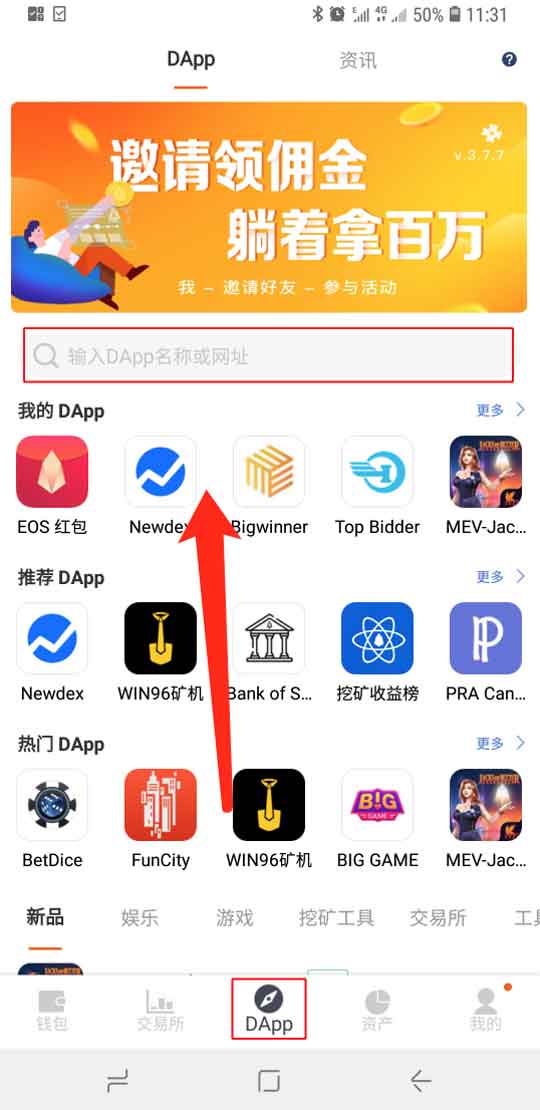 4G 50% 11:31
DApp 资讯 ?
邀请领佣金
v.3.7.7
躺着拿百万
我 – 邀请好友 – 参与活动
输入DApp名称或网址
我的 DApp 更多
EOS 红包 Newdex Bigwinner Top Bidder MEV-Jac...
推荐 DApp 更多
Newdex WIN96矿机 Bank of S... 挖矿收益榜 PRA Can...
热门 DApp 更多
BIG
GAME
BetDice FunCity WIN96矿机 BIG GAME MEV-Jac...
新品 娱乐 游戏 挖矿工具 交易所 工具
钱包 交易所 DApp 资产 我的